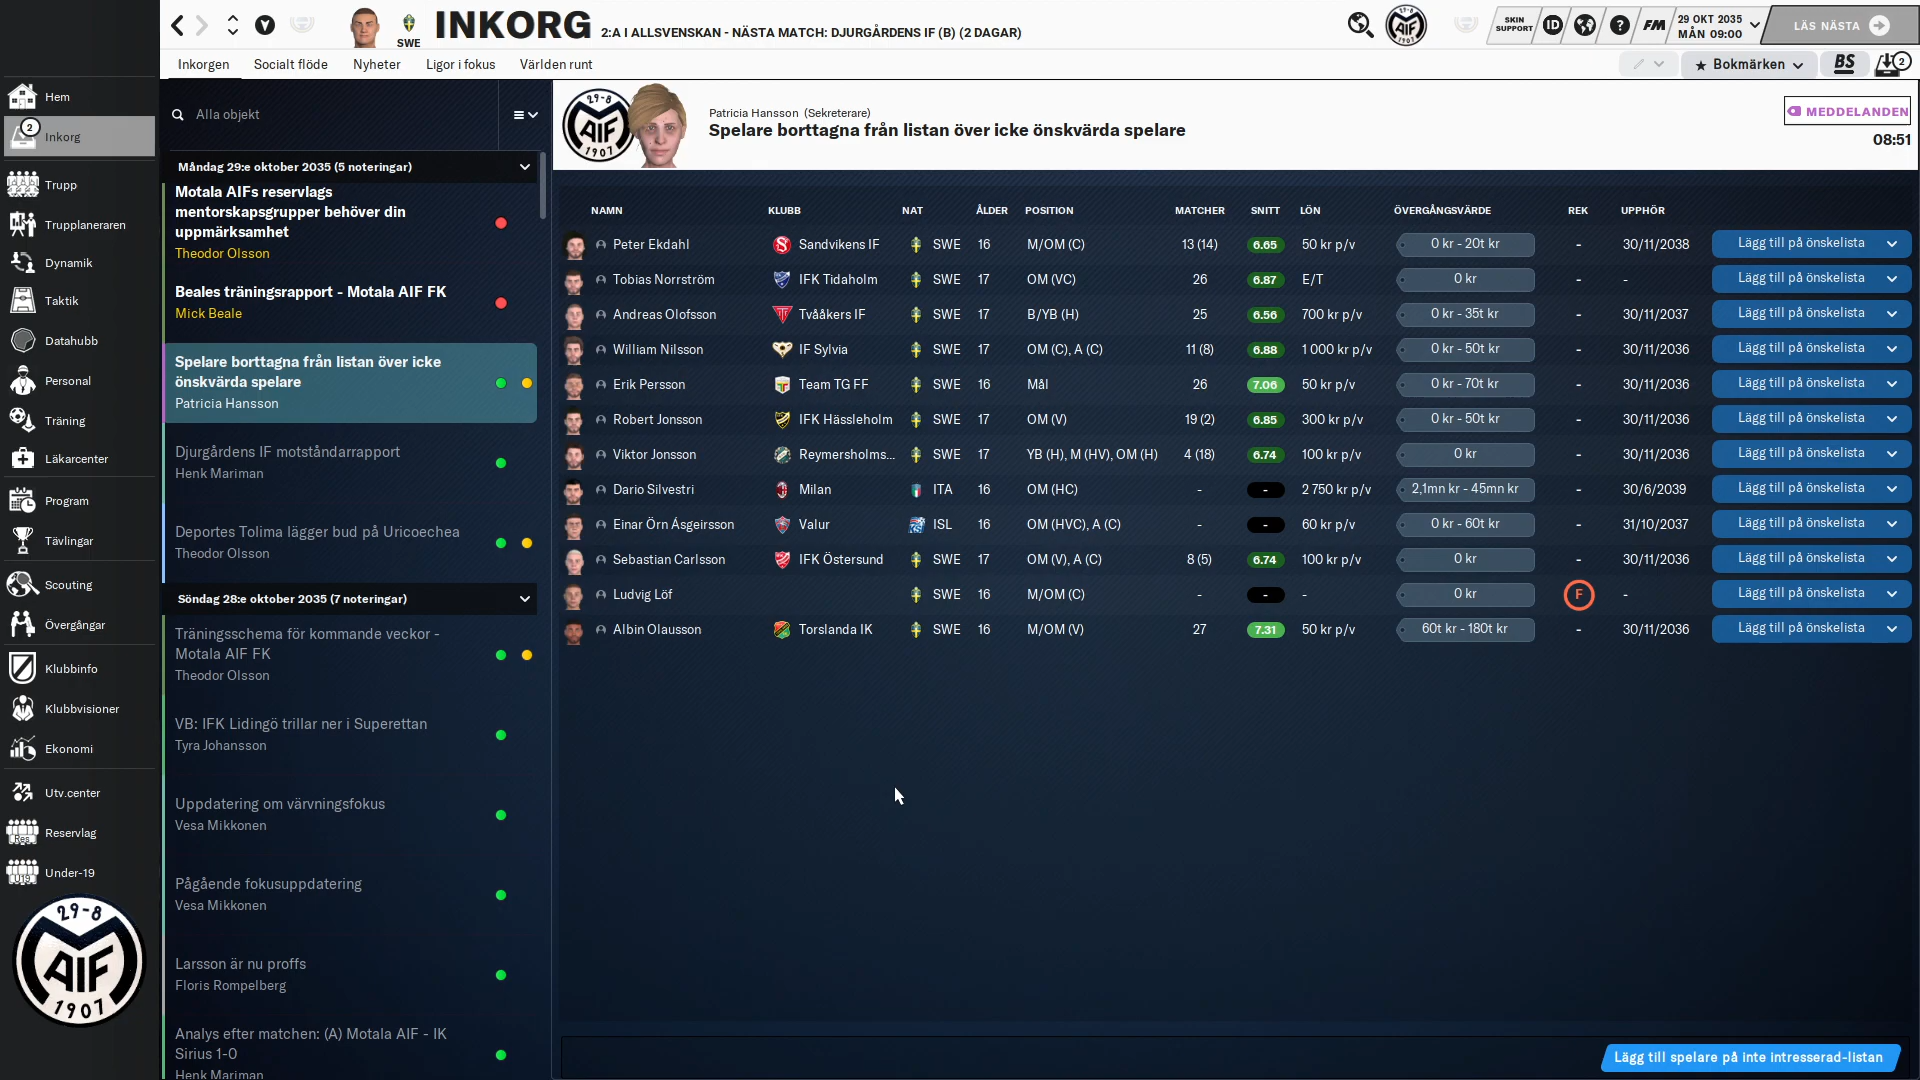 SWE
INKORG
2:A I ALLSVENSKAN - NÄSTA MATCH: DJURGÅRDENS IF (B) (2 DAGAR)
SKIN SUPPORT
ID
?
FM
29 OKT 2035
MÅN 09:00
LÄS NÄSTA
Inkorgen
Socialt flöde
Nyheter
Ligor i fokus
Världen runt
Bokmärken
BS
2
Hem
2
Inkorg
Trupp
Trupplaneraren
Dynamik
Taktik
Datahubb
Personal
Träning
Läkarcenter
Program
Tävlingar
Scouting
Övergångar
Klubbinfo
Klubbvisioner
Ekonomi
Utv.center
Reservlag
Under-19
29-8
MAIF
1907
Alla objekt
Måndag 29:e oktober 2035 (5 noteringar)
Motala AIFs reservlags
mentorskapsgrupper behöver din
uppmärksamhet
Theodor Olsson
Beales träningsrapport - Motala AIF FK
Mick Beale
Spelare borttagna från listan över icke
önskvärda spelare
Patricia Hansson
Djurgårdens IF motståndarrapport
Henk Mariman
Deportes Tolima lägger bud på Uricoechea
Theodor Olsson
Söndag 28:e oktober 2035 (7 noteringar)
Träningsschema för kommande veckor -
Motala AIF FK
Theodor Olsson
VB: IFK Lidingö trillar ner i Superettan
Tyra Johansson
Uppdatering om värvningsfokus
Vesa Mikkonen
Pågående fokusuppdatering
Vesa Mikkonen
Larsson är nu proffs
Floris Rompelberg
Analys efter matchen: (A) Motala AIF - IK
Sirius 1-0
Henk Mariman
Patricia Hansson (Sekreterare)
Spelare borttagna från listan över icke önskvärda spelare
MEDDELANDEN
08:51
NAMN KLUBB NAT ÅLDER POSITION MATCHER SNITT LÖN ÖVERGÅNGSVÄRDE REK UPPHÖR
Peter Ekdahl Sandvikens IF SWE 16 M/OM (C) 13 (14) 6.65 50 kr p/v 0 kr - 20t kr - 30/11/2038 Lägg till på önskelista
Tobias Norrström IFK Tidaholm SWE 17 OM (VC) 26 6.87 E/T 0 kr - - Lägg till på önskelista
Andreas Olofsson Tvååkers IF SWE 17 B/YB (H) 25 6.56 700 kr p/v 0 kr - 35t kr - 30/11/2037 Lägg till på önskelista
William Nilsson IF Sylvia SWE 17 OM (C), A (C) 11 (8) 6.88 1 000 kr p/v 0 kr - 50t kr - 30/11/2036 Lägg till på önskelista
Erik Persson Team TG FF SWE 16 Mål 26 7.06 50 kr p/v 0 kr - 70t kr - 30/11/2036 Lägg till på önskelista
Robert Jonsson IFK Hässleholm SWE 17 OM (V) 19 (2) 6.85 300 kr p/v 0 kr - 50t kr - 30/11/2036 Lägg till på önskelista
Viktor Jonsson Reymersholms... SWE 17 YB (H), M (HV), OM (H) 4 (18) 6.74 100 kr p/v 0 kr - 30/11/2036 Lägg till på önskelista
Dario Silvestri Milan ITA 16 OM (HC) - - 2 750 kr p/v 2,1mn kr - 45mn kr - 30/6/2039 Lägg till på önskelista
Einar Örn Ásgeirsson Valur ISL 16 OM (HVC), A (C) - - 60 kr p/v 0 kr - 60t kr - 31/10/2037 Lägg till på önskelista
Sebastian Carlsson IFK Östersund SWE 17 OM (V), A (C) 8 (5) 6.74 100 kr p/v 0 kr - 30/11/2036 Lägg till på önskelista
Ludvig Löf SWE 16 M/OM (C) - - - 0 kr F - Lägg till på önskelista
Albin Olausson Torslanda IK SWE 16 M/OM (V) 27 7.31 50 kr p/v 60t kr - 180t kr - 30/11/2036 Lägg till på önskelista
Lägg till spelare på inte intresserad-listan